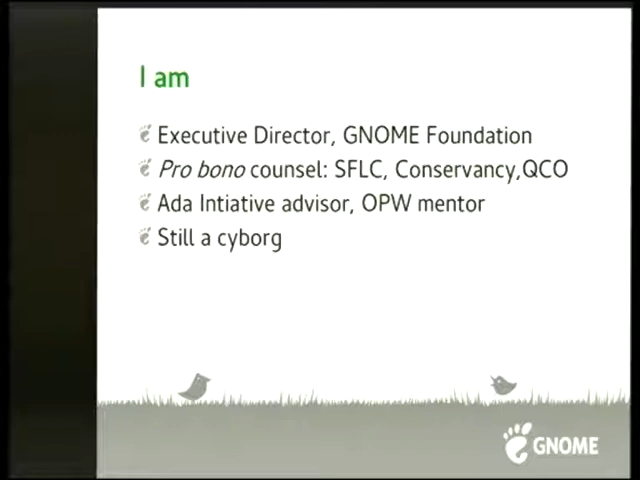 I am
Executive Director, GNOME Foundation
Pro bono counsel: SFLC, Conservancy,QCO
Ada Intiative advisor, OPW mentor
Still a cyborg
GNOME